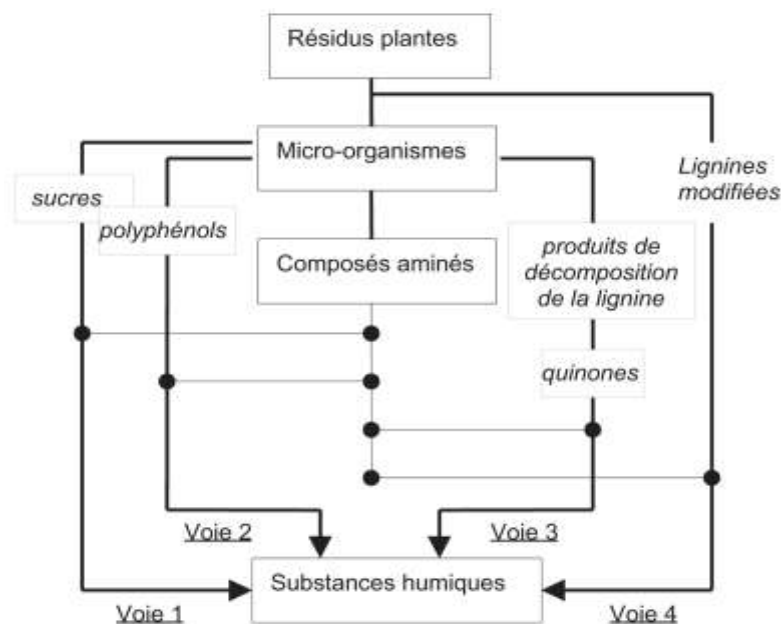 Résidus plantes
Micro-organismes
Lignines
modifiées
sucres
polyphénols
Composés aminés
produits de
décomposition
de la lignine
quinones
Voie 2
Voie 3
Substances humiques
Voie 1
Voie 4